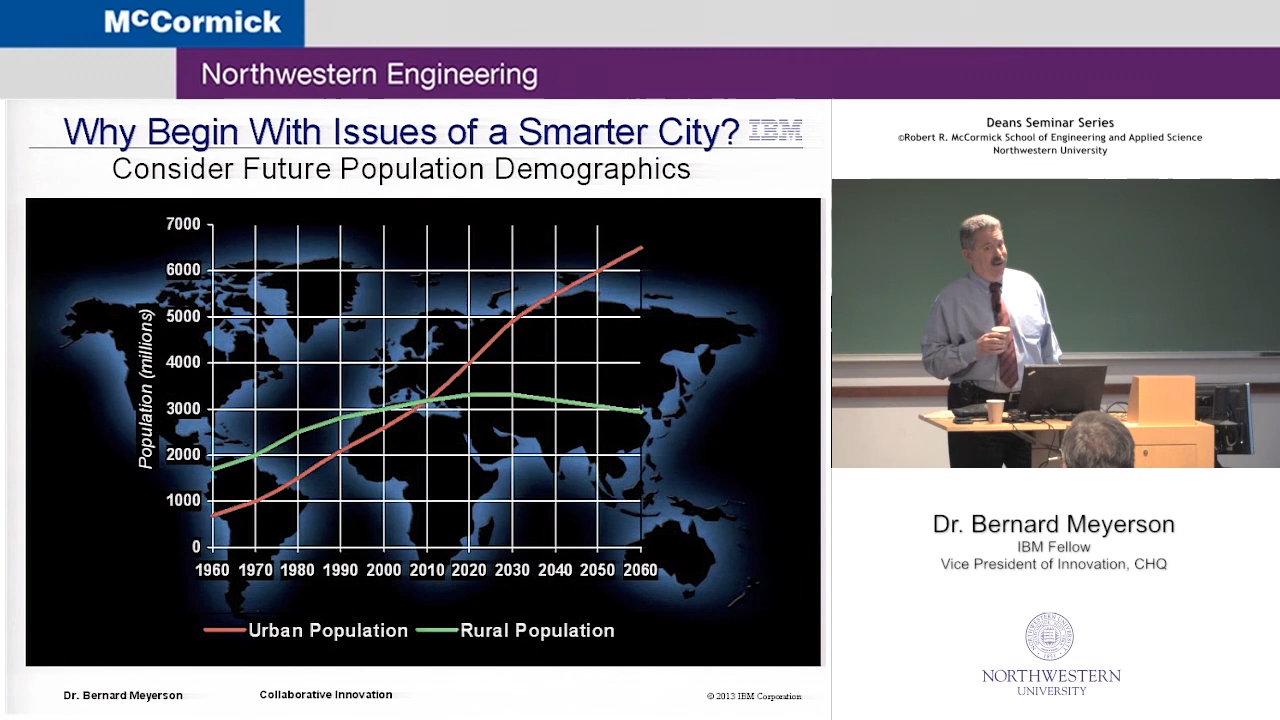 McCormick
Northwestern Engineering
Why Begin With Issues of a Smarter City? IBM
Consider Future Population Demographics
Population (millions)
7000
6000
5000
4000
3000
2000
1000
0
1960 1970 1980 1990 2000 2010 2020 2030 2040 2050 2060
Urban Population Rural Population
Dr. Bernard Meyerson Collaborative Innovation © 2013 IBM Corporation
Deans Seminar Series
©Robert R. McCormick School of Engineering and Applied Science
Northwestern University
Dr. Bernard Meyerson
IBM Fellow
Vice President of Innovation, CHQ
NORTHWESTERN
UNIVERSITY